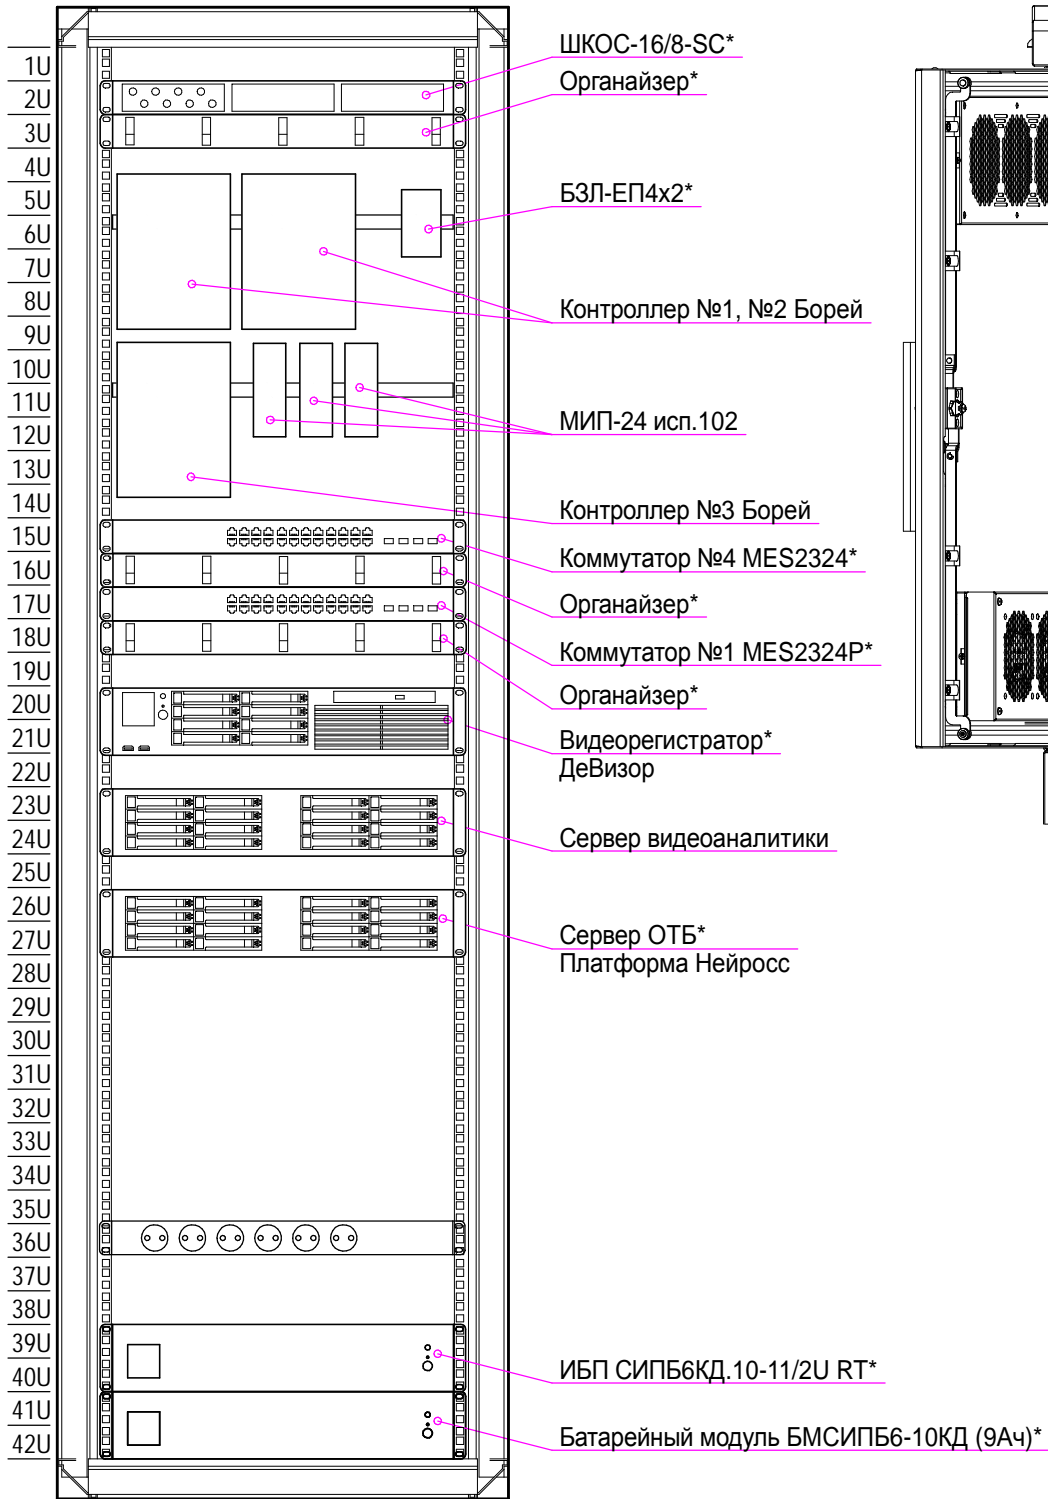 1U
2U
3U
4U
5U
6U
7U
8U
9U
10U
11U
12U
13U
14U
15U
16U
17U
18U
19U
20U
21U
22U
23U
24U
25U
26U
27U
28U
29U
30U
31U
32U
33U
34U
35U
36U
37U
38U
39U
40U
41U
42U
ШКОС-16/8-SC*
Органайзер*
БЗЛ-ЕП4х2*
Контроллер №1, №2 Борей
МИП-24 исп.102
Контроллер №3 Борей
Коммутатор №4 MES2324*
Органайзер*
Коммутатор №1 MES2324P*
Органайзер*
Видеорегистратор*
ДеВизор
Сервер видеоаналитики
Сервер ОТБ*
Платформа Нейросс
ИБП СИПБ6КД.10-11/2U RT*
Батарейный модуль БМСИПБ6-10КД (9Ач)*